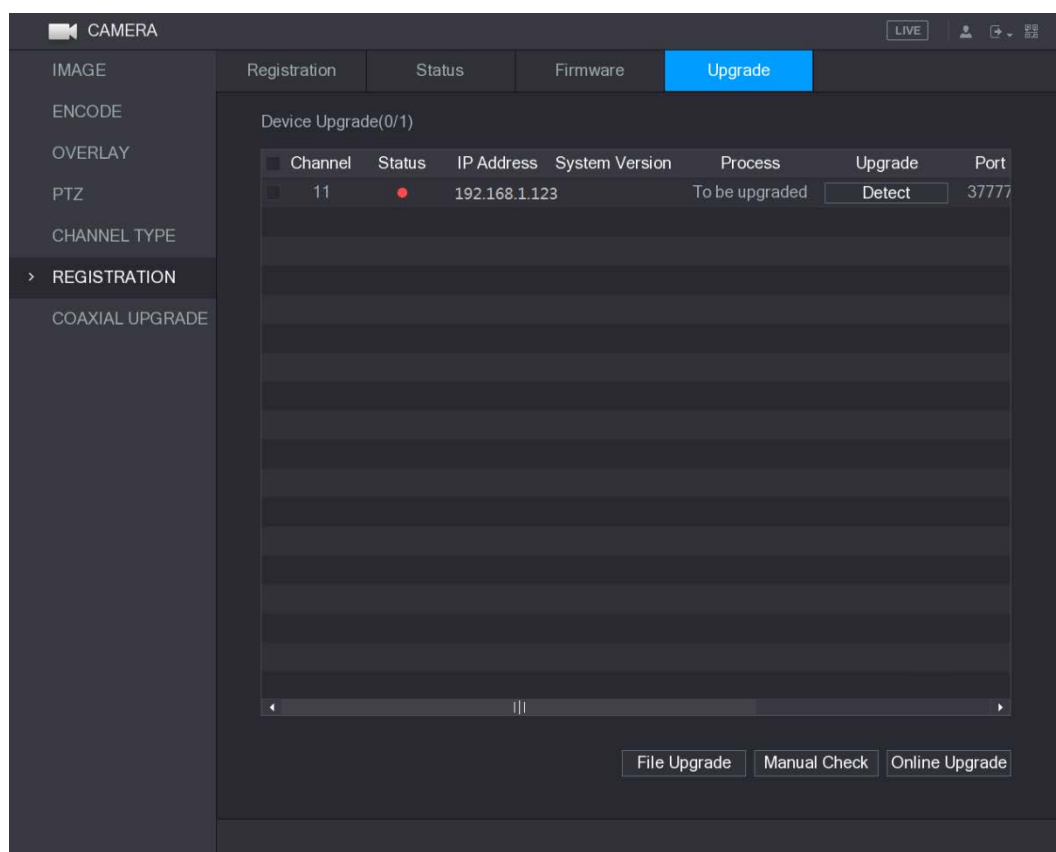 CAMERA LIVE
IMAGE
ENCODE
OVERLAY
PTZ
CHANNEL TYPE
> REGISTRATION
COAXIAL UPGRADE
Registration Status Firmware Upgrade
Device Upgrade(0/1)
Channel Status IP Address System Version Process Upgrade Port
11 192.168.1.123 To be upgraded Detect 37777
File Upgrade Manual Check Online Upgrade